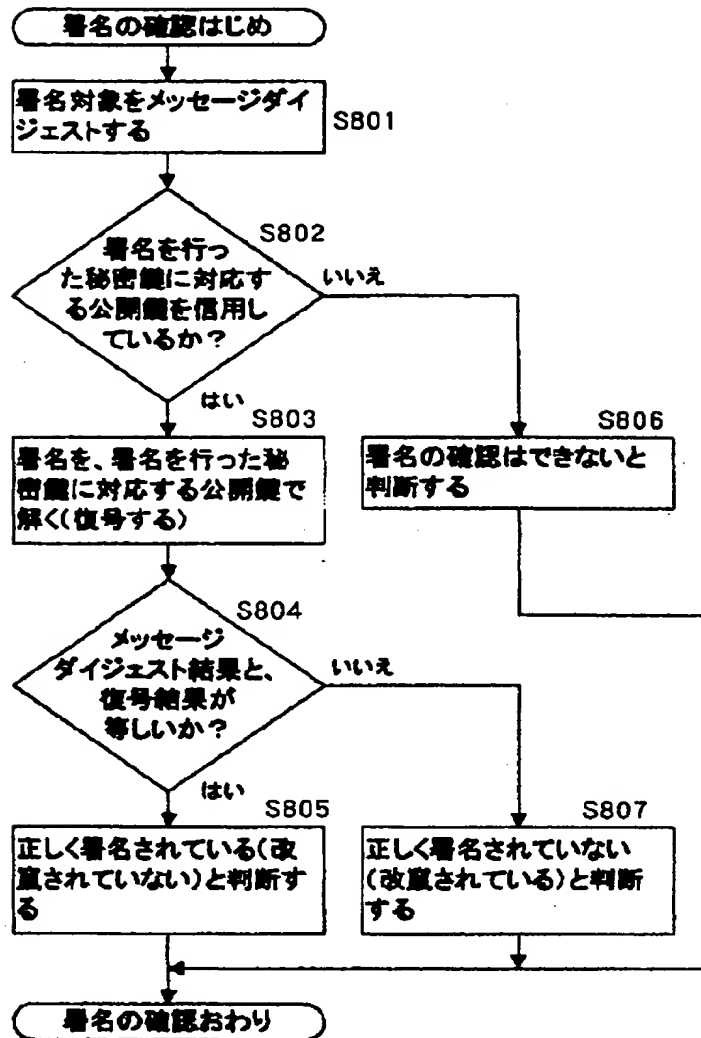 署名の確認はじめ
署名対象をメッセージダイ
ジェストする
S801
S802
署名を行っ
た秘密鍵に対応す
る公開鍵を信用し
ているか?
いいえ
はい
S803
署名を、署名を行った秘
密鍵に対応する公開鍵で
解く(復号する)
S806
署名の確認はできないと
判断する
S804
メッセージ
ダイジェスト結果と、
復号結果が
等しいか?
いいえ
はい
S805
正しく署名されている(改
竄されていない)と判断す
る
S807
正しく署名されていない
(改竄されている)と判断
する
署名の確認おわり